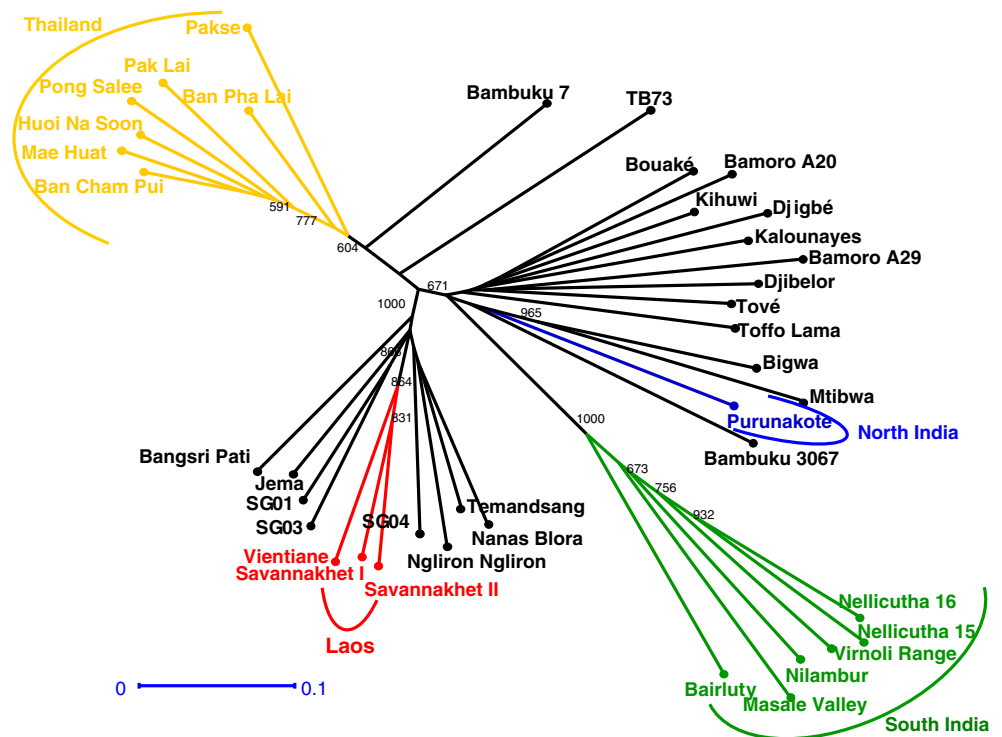 Thailand
Pakse
Pak Lai
Pong Salee
Ban Pha Lai
Huoi Na Soon
Mae Huat
Ban Cham Pui
591
777
604
Bambuku 7
TB73
Bouaké
Bamoro A20
Kihuwi
Djigbé
Kalounayes
Bamoro A29
Djibelor
Tové
Toffo Lama
Bigwa
Mtibwa
Purunakote
North India
Bambuku 3067
671
965
1000
864
831
Bangsri Pati
Jema
SG01
SG03
SG04
Temandsang
Nanas Blora
Ngliron Ngliron
Vientiane
Savannakhet I
Savannakhet II
Laos
1000
673
756
932
Nellicutha 16
Nellicutha 15
Virnoli Range
Nilambur
Bairluty
Masale Valley
South India
0
0.1